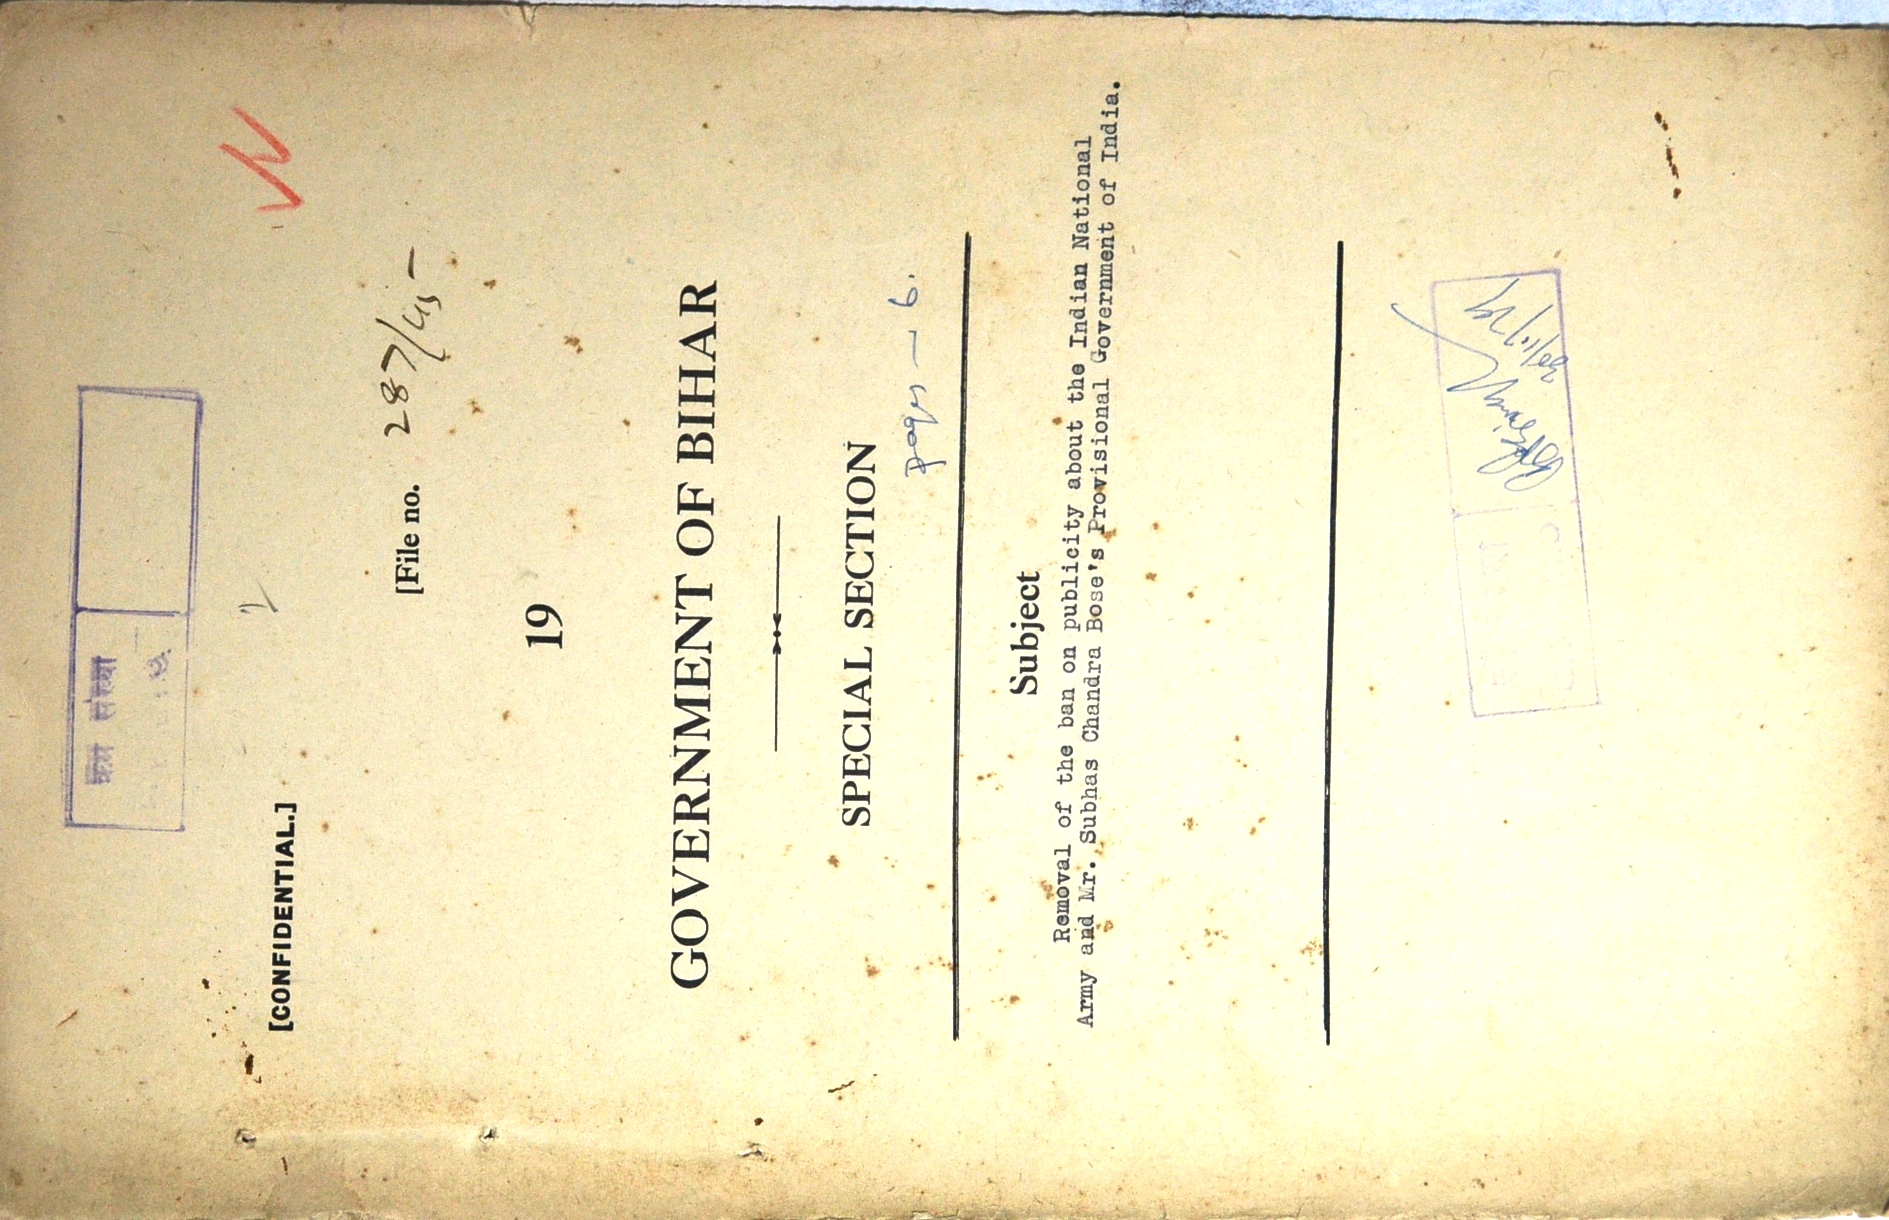 क्रम संख्या
[CONFIDENTIAL.]
[File no. 287/45
19
GOVERNMENT OF BIHAR
SPECIAL SECTION
pages — 6.
Subject
Removal of the ban on publicity about the Indian National
Army and Mr. Subhas Chandra Bose's Provisional Government of India.